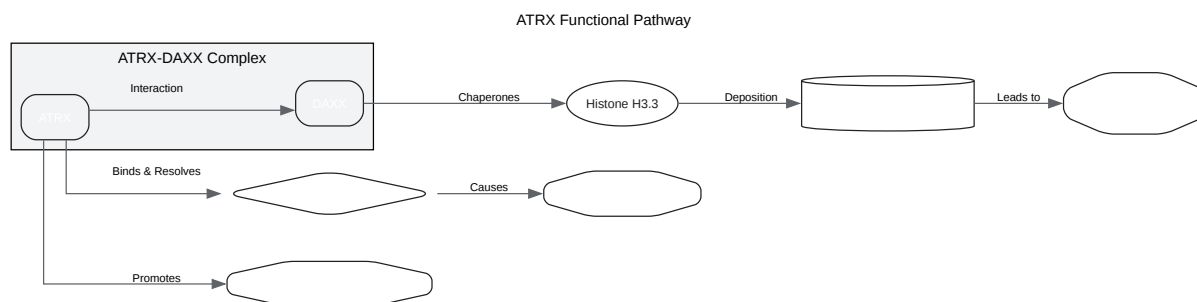 ATRX Functional Pathway
ATRX-DAXX Complex
Interaction
ATRX
DAXX
Chaperones
Histone H3.3
Deposition
Leads to
Binds & Resolves
Causes
Promotes